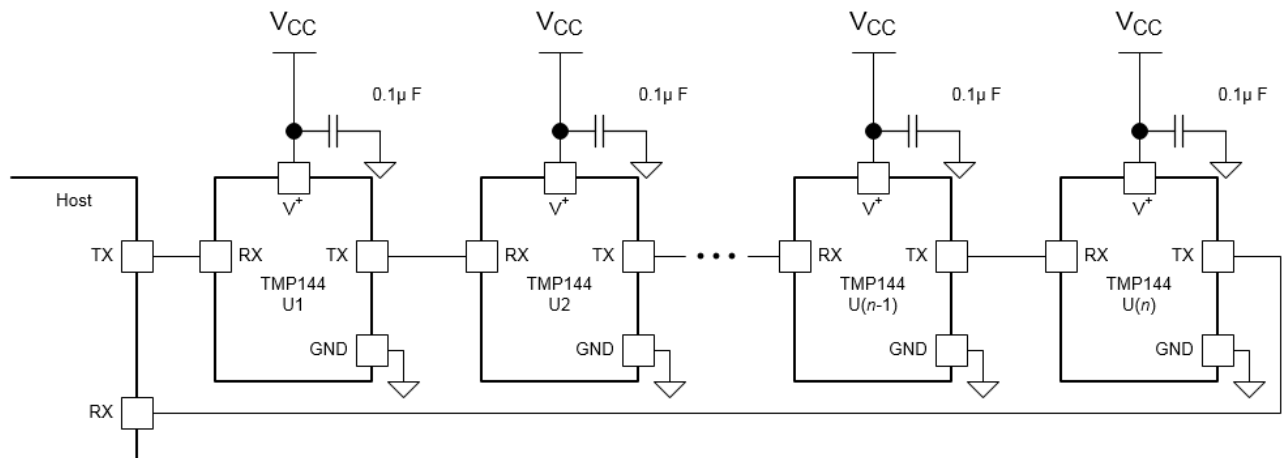 VCC VCC VCC VCC
0.1µ F 0.1µ F 0.1µ F 0.1µ F
Host V+ V+ V+ V+
TX RX TX RX TX • • • RX TX RX TX
TMP144 TMP144 TMP144 TMP144
U1 U2 U(n-1) U(n)
GND GND GND GND
RX